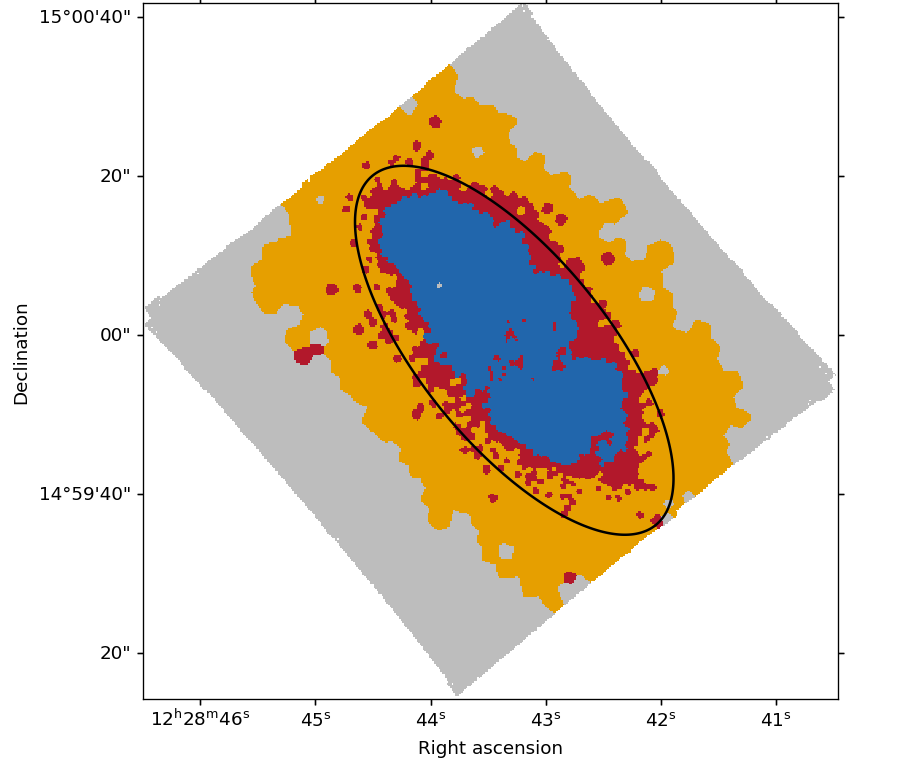 15°00'40"
20"
00"
14°59'40"
20"
12ʰ28ᵐ46ˢ 45ˢ 44ˢ 43ˢ 42ˢ 41ˢ
Right ascension
Declination